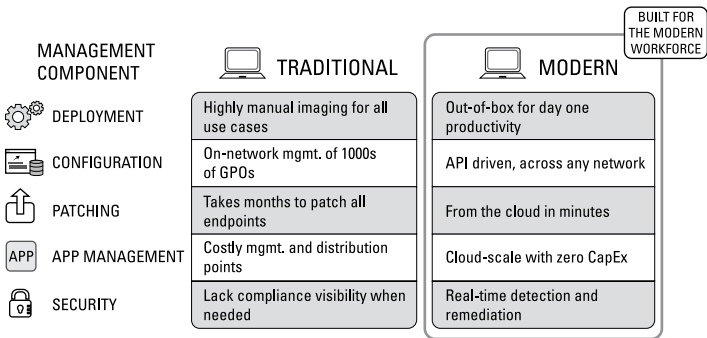 BUILT FOR
THE MODERN
WORKFORCE
MANAGEMENT
COMPONENT
TRADITIONAL
MODERN
DEPLOYMENT
Highly manual imaging for all
use cases
Out-of-box for day one
productivity
CONFIGURATION
On-network mgmt. of 1000s
of GPOs
API driven, across any network
PATCHING
Takes months to patch all
endpoints
From the cloud in minutes
APP
APP MANAGEMENT
Costly mgmt. and distribution
points
Cloud-scale with zero CapEx
SECURITY
Lack compliance visibility when
needed
Real-time detection and
remediation